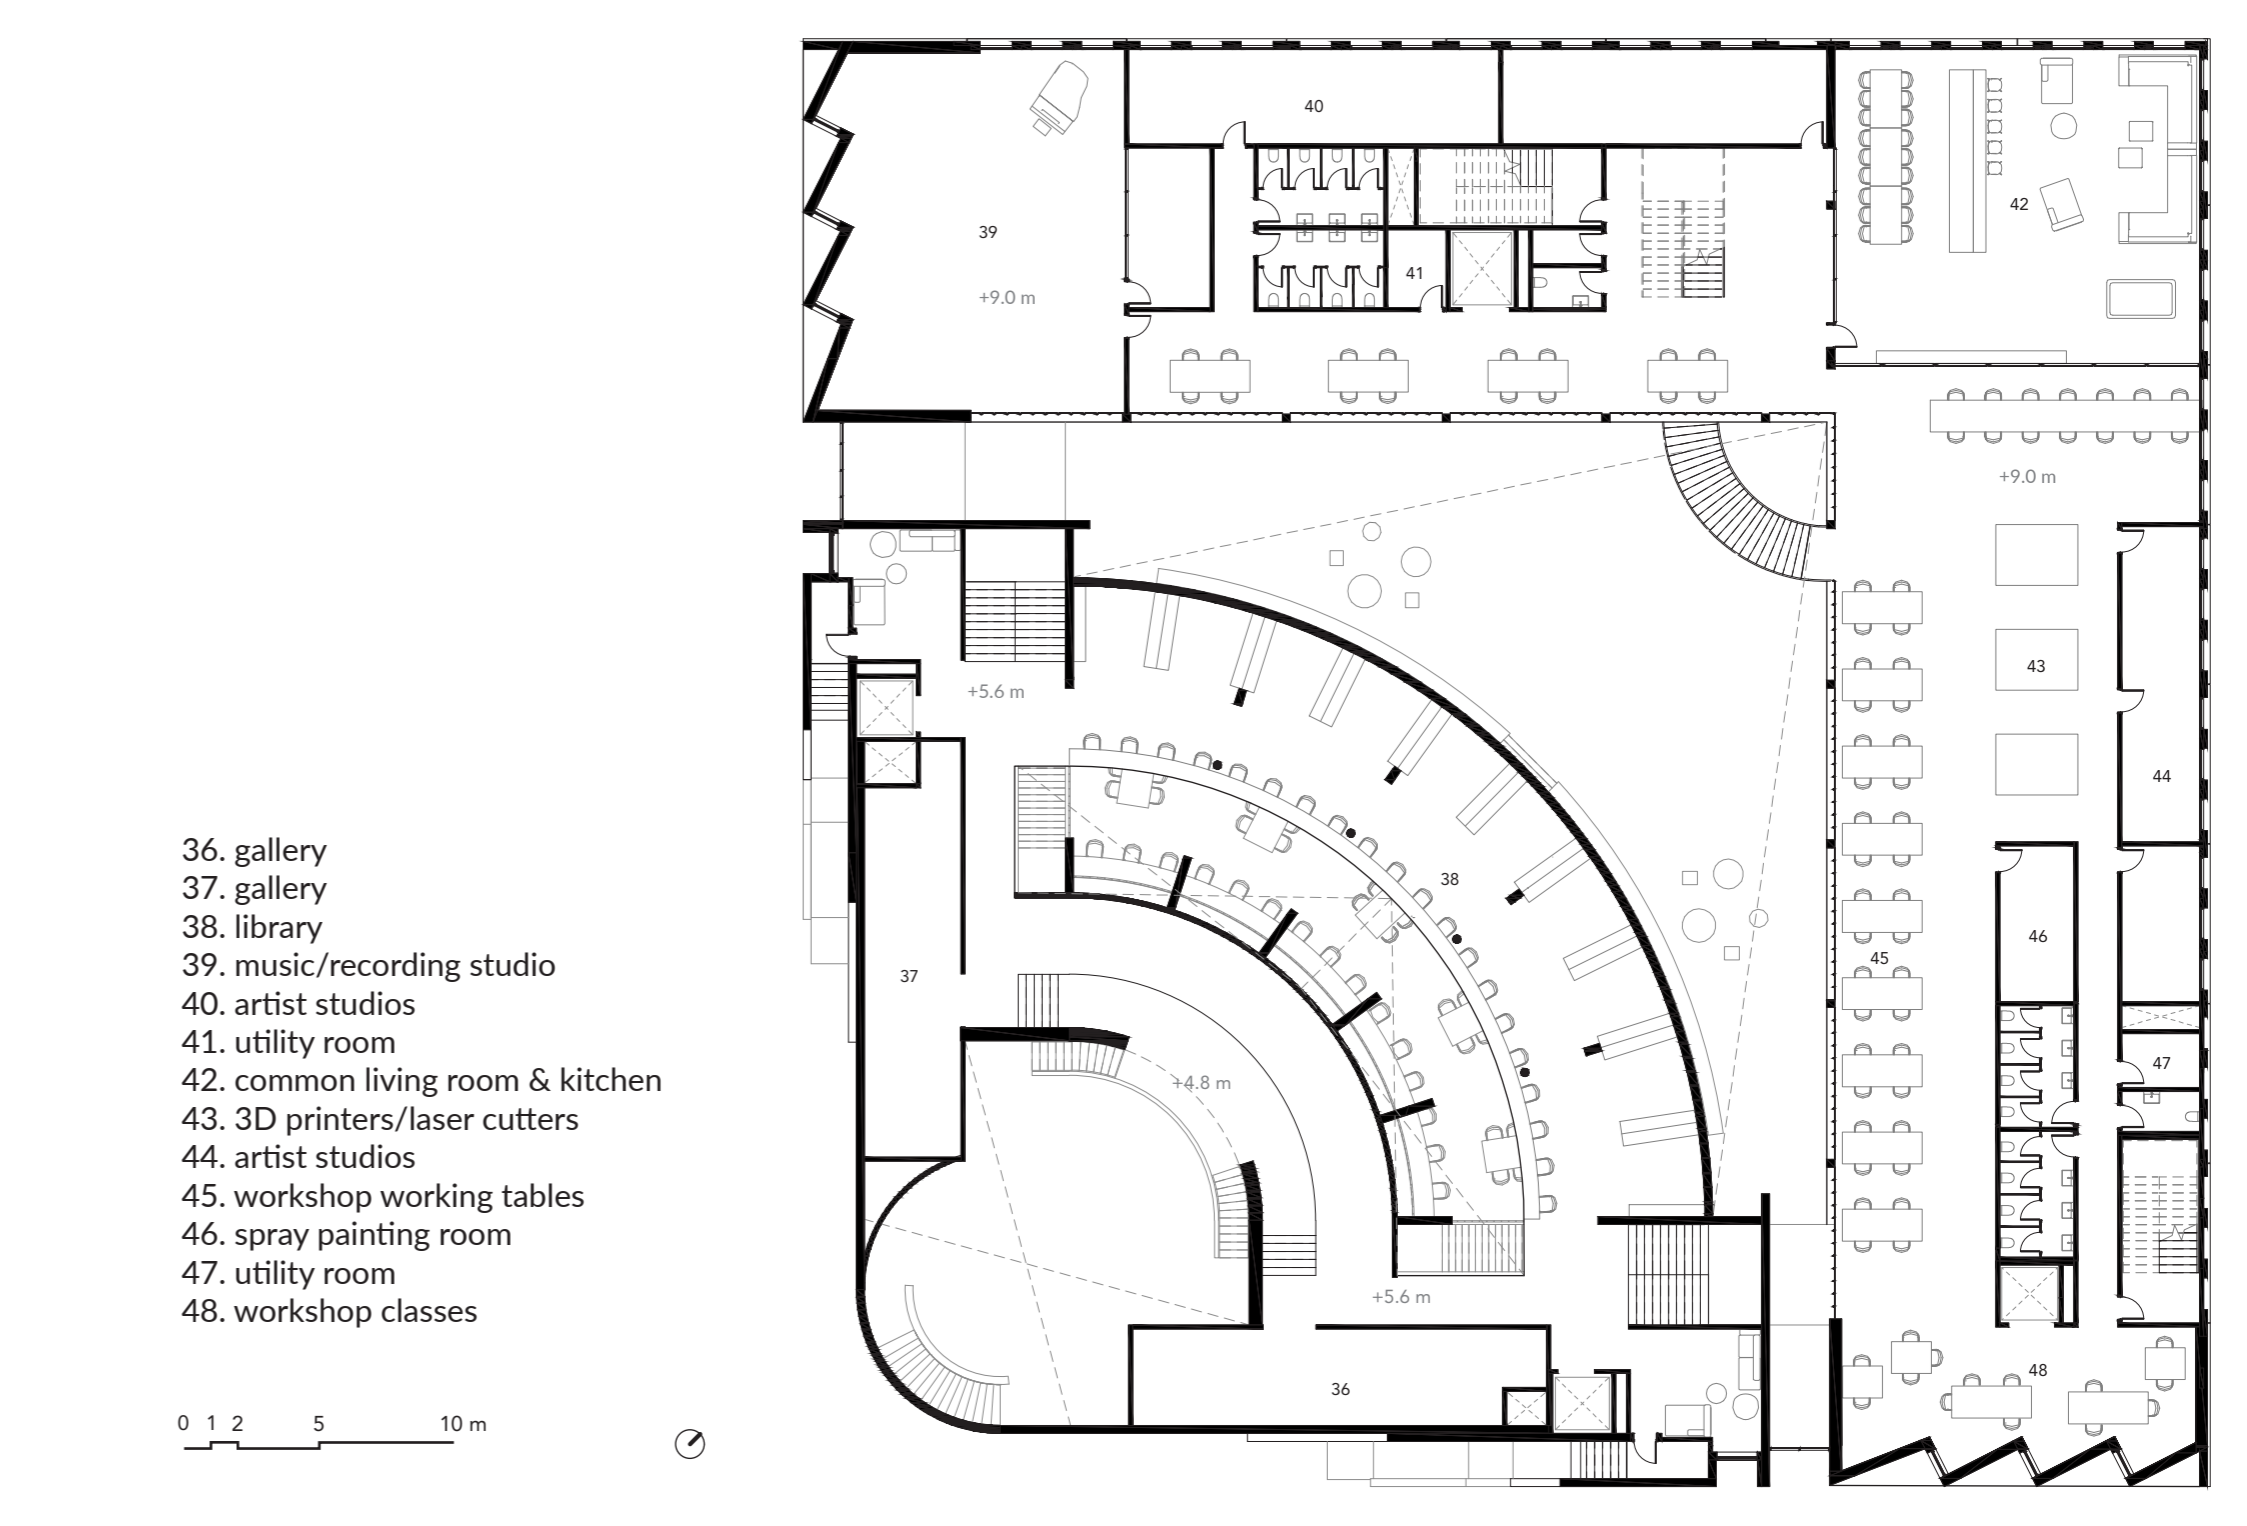 40
42
39
41
+9.0 m
+9.0 m
43
+5.6 m
44
38
46
45
37
47
+4.8 m
+5.6 m
48
36
36. gallery
37. gallery
38. library
39. music/recording studio
40. artist studios
41. utility room
42. common living room & kitchen
43. 3D printers/laser cutters
44. artist studios
45. workshop working tables
46. spray painting room
47. utility room
48. workshop classes
0 1 2 5 10 m